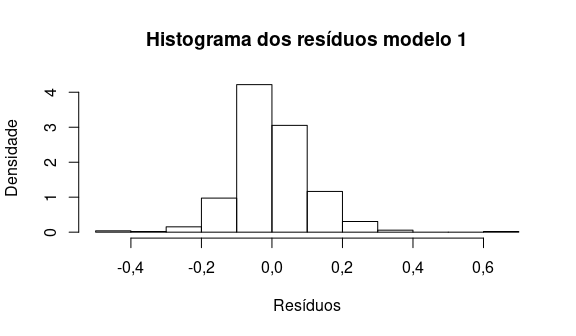 Histograma dos resíduos modelo 1
Densidade
4
3
2
1
0
-0,4 -0,2 0,0 0,2 0,4 0,6
Resíduos